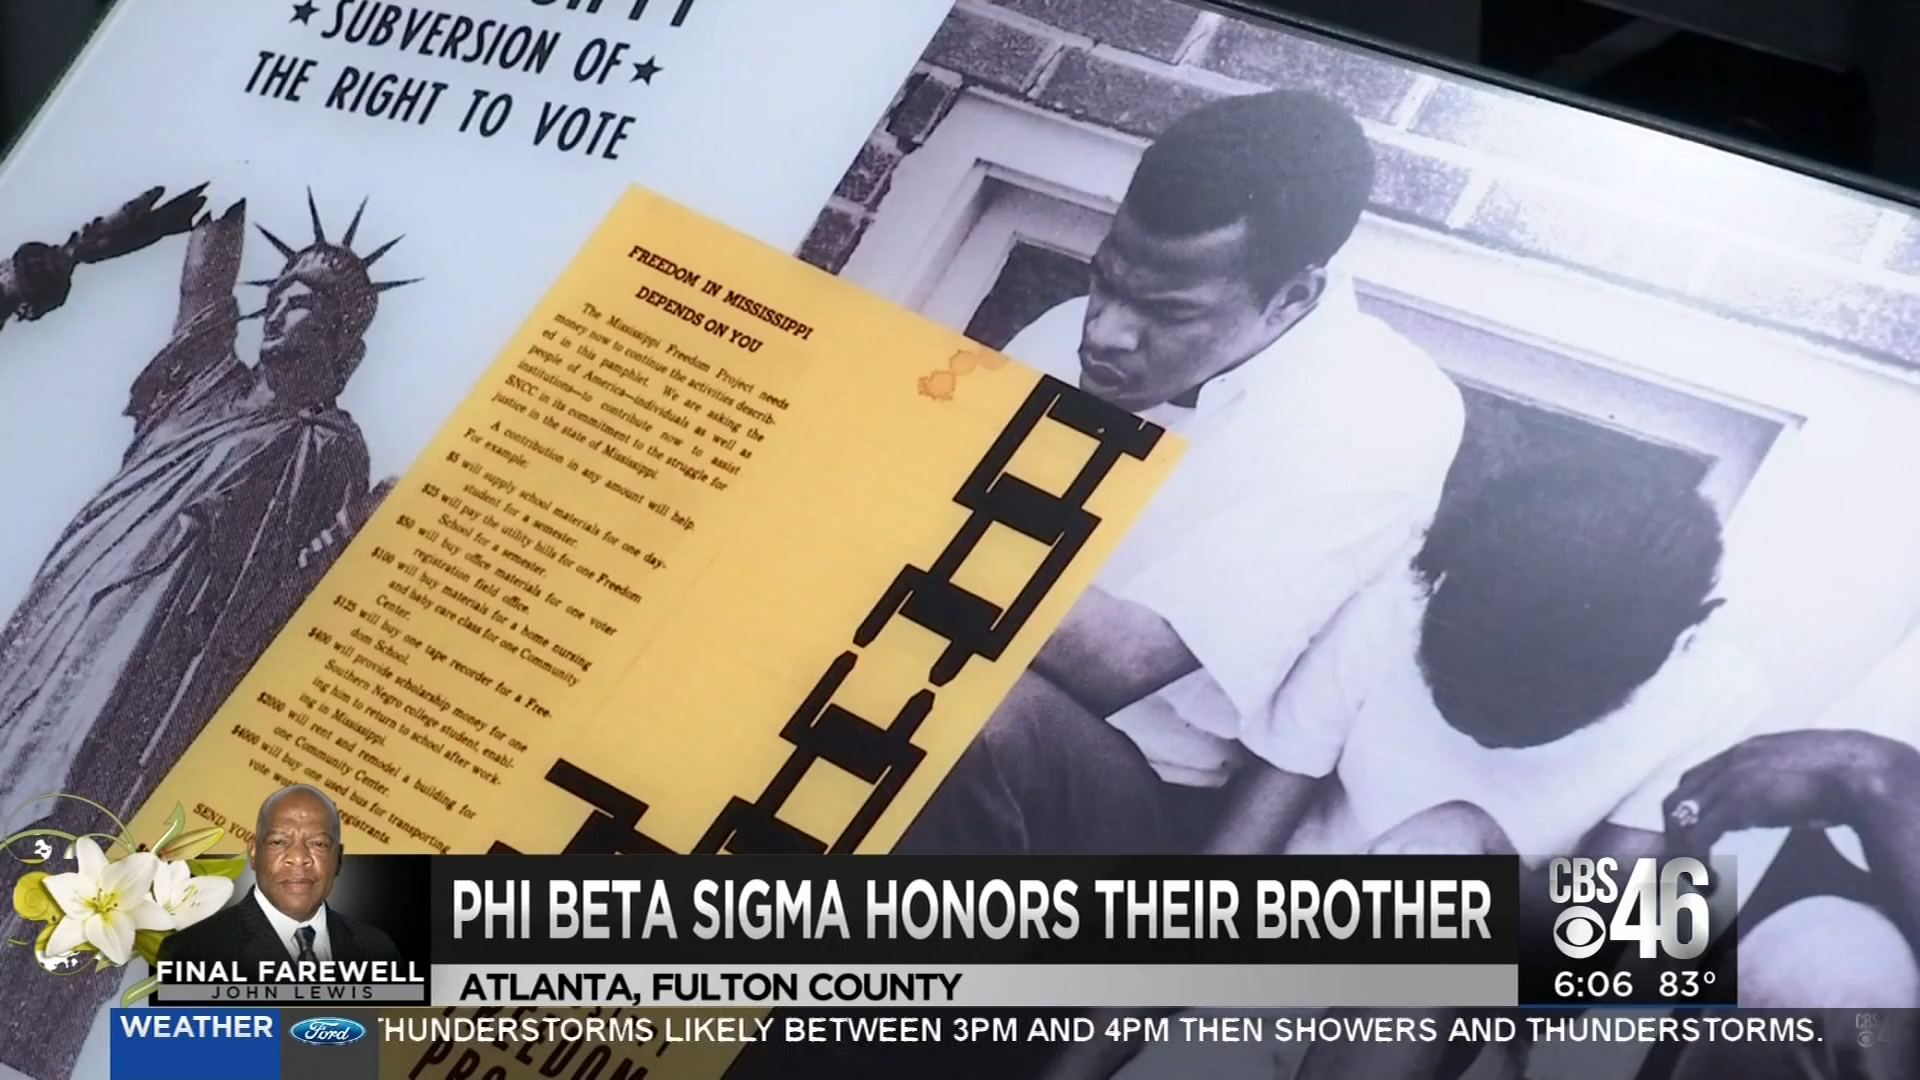 ★ SUBVERSION OF ★
THE RIGHT TO VOTE
FREEDOM IN MISSISSIPPI
DEPENDS ON YOU
The Mississippi Freedom Project needs
money now to continue the activities describ-
ed in this pamphlet. We are asking the
people of America—individuals as well as
institutions—to contribute now to assist
SNCC in its commitment to the struggle for
justice in the state of Mississippi.
A contribution in any amount will help.
For example:
$5 will supply school materials for one day-
student for a semester.
$25 will pay the utility bills for one Freedom
School for a semester.
$50 will buy office materials for one voter
registration field office.
$100 will buy materials for a home nursing
and baby care class for one Community
Center.
$125 will buy one tape recorder for a Free-
dom School.
$400 will provide scholarship money for one
Southern Negro college student, enabl-
ing him to return to school after work-
ing in Mississippi.
$2000 will rent and remodel a building for
one Community Center.
$4000 will buy one used bus for transporting
vote registrants.
SEND
PHI BETA SIGMA HONORS THEIR BROTHER
ATLANTA, FULTON COUNTY
FINAL FAREWELL
JOHN LEWIS
CBS 46
6:06 83°
WEATHER Ford HUNDERSTORMS LIKELY BETWEEN 3PM AND 4PM THEN SHOWERS AND THUNDERSTORMS.
FREEDOM